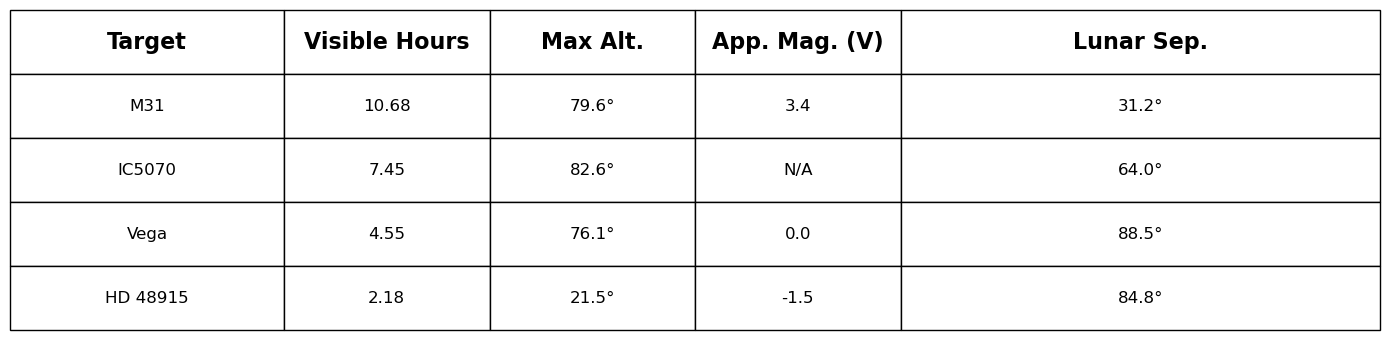 Target Visible Hours Max Alt. App. Mag. (V) Lunar Sep.
M31 10.68 79.6° 3.4 31.2°
IC5070 7.45 82.6° N/A 64.0°
Vega 4.55 76.1° 0.0 88.5°
HD 48915 2.18 21.5° -1.5 84.8°